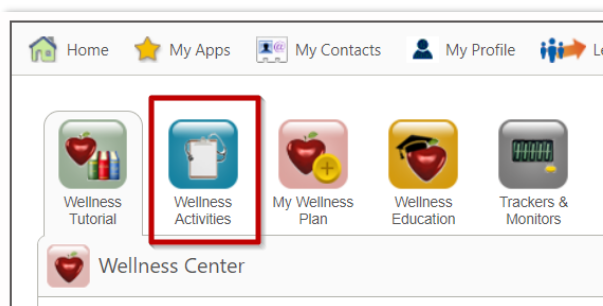 Home My Apps My Contacts My Profile
Wellness Tutorial
Wellness Activities
My Wellness Plan
Wellness Education
Trackers & Monitors
Wellness Center